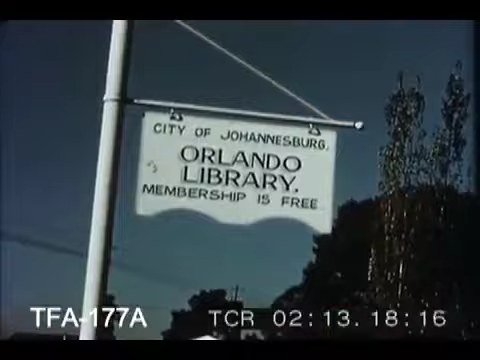 CITY OF JOHANNESBURG.
ORLANDO
LIBRARY.
MEMBERSHIP IS FREE
TFA-177A TCR 02:13.18:16